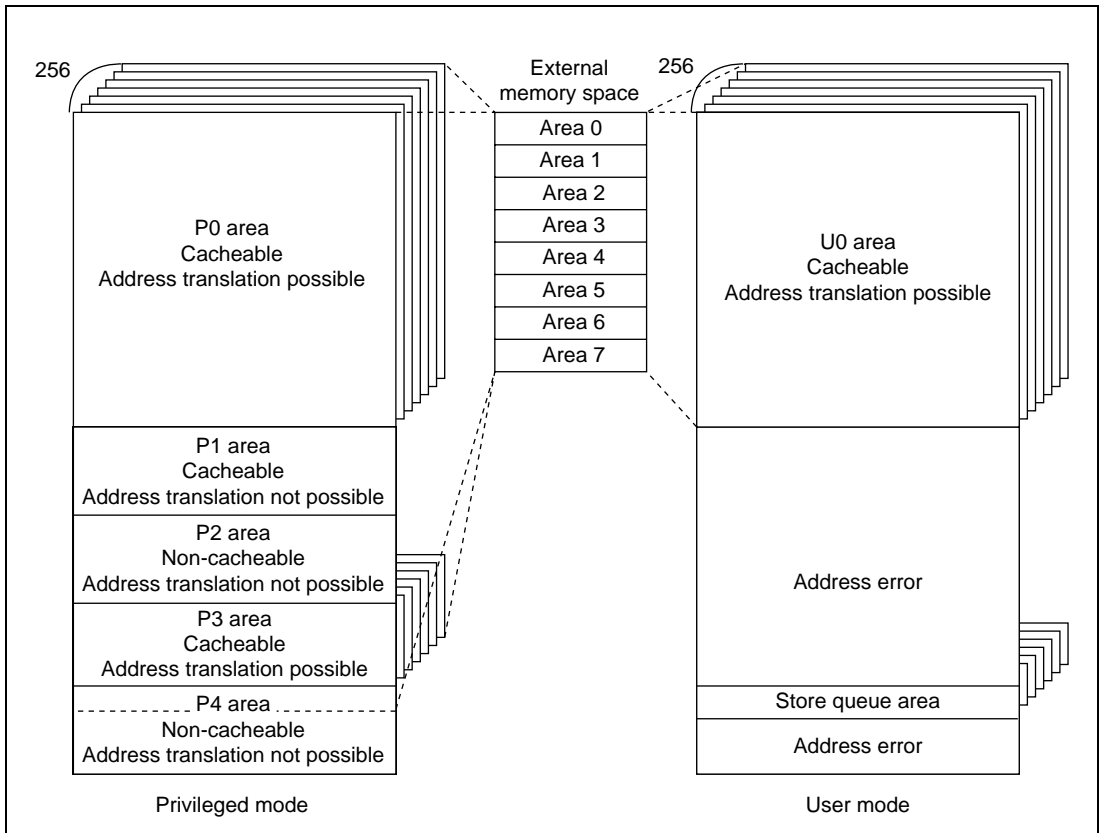 256
P0 area
Cacheable
Address translation possible
P1 area
Cacheable
Address translation not possible
P2 area
Non-cacheable
Address translation not possible
P3 area
Cacheable
Address translation possible
P4 area
Non-cacheable
Address translation not possible
Privileged mode
External
memory space
Area 0
Area 1
Area 2
Area 3
Area 4
Area 5
Area 6
Area 7
256
U0 area
Cacheable
Address translation possible
Address error
Store queue area
Address error
User mode